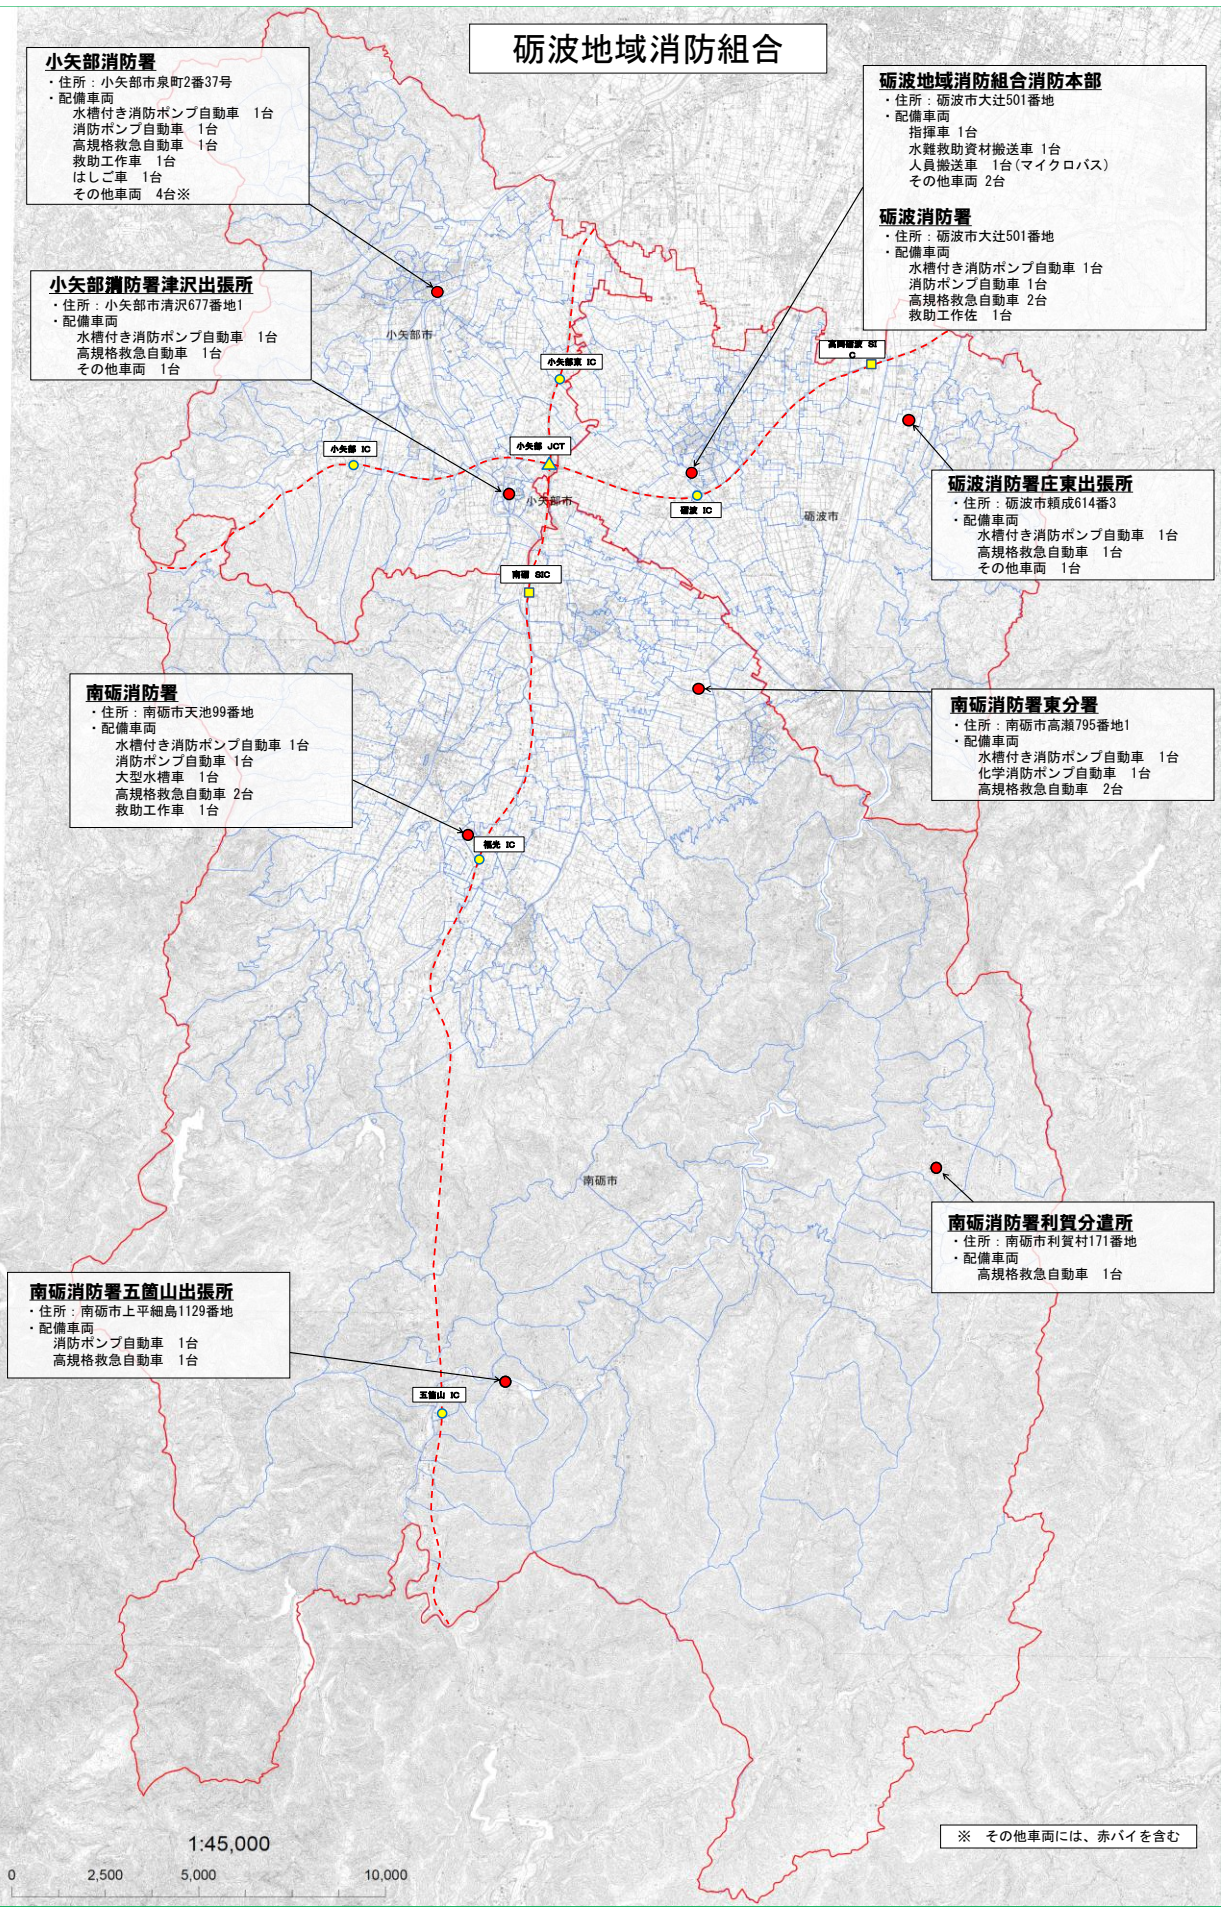 砺波地域消防組合
小矢部消防署
・住所：小矢部市泉町2番37号
・配備車両
水槽付き消防ポンプ自動車 1台
消防ポンプ自動車 1台
高規格救急自動車 1台
救助工作車 1台
はしご車 1台
その他車両 4台※
砺波地域消防組合消防本部
・住所：砺波市大辻501番地
・配備車両
指揮車 1台
水難救助資材搬送車 1台
人員搬送車 1台(マイクロバス)
その他車両 2台
砺波消防署
・住所：砺波市大辻501番地
・配備車両
水槽付き消防ポンプ自動車 1台
消防ポンプ自動車 1台
高規格救急自動車 2台
救助工作佐 1台
小矢部消防署津沢出張所
・住所：小矢部市清沢677番地1
・配備車両
水槽付き消防ポンプ自動車 1台
高規格救急自動車 1台
その他車両 1台
小矢部市
小矢部東 IC
高岡砺波 SI
C
小矢部 IC
小矢部 JCT
小矢部市
砺波 IC
砺波市
砺波消防署庄東出張所
・住所：砺波市頼成614番3
・配備車両
水槽付き消防ポンプ自動車 1台
高規格救急自動車 1台
その他車両 1台
南砺 SIC
南砺消防署
・住所：南砺市天池99番地
・配備車両
水槽付き消防ポンプ自動車 1台
消防ポンプ自動車 1台
大型水槽車 1台
高規格救急自動車 2台
救助工作車 1台
南砺消防署東分署
・住所：南砺市高瀬795番地1
・配備車両
水槽付き消防ポンプ自動車 1台
化学消防ポンプ自動車 1台
高規格救急自動車 2台
福光 IC
南砺市
南砺消防署利賀分遣所
・住所：南砺市利賀村171番地
・配備車両
高規格救急自動車 1台
南砺消防署五箇山出張所
・住所：南砺市上平細島1129番地
・配備車両
消防ポンプ自動車 1台
高規格救急自動車 1台
五箇山 IC
※ その他車両には、赤バイを含む
1:45,000
0 2,500 5,000 10,000